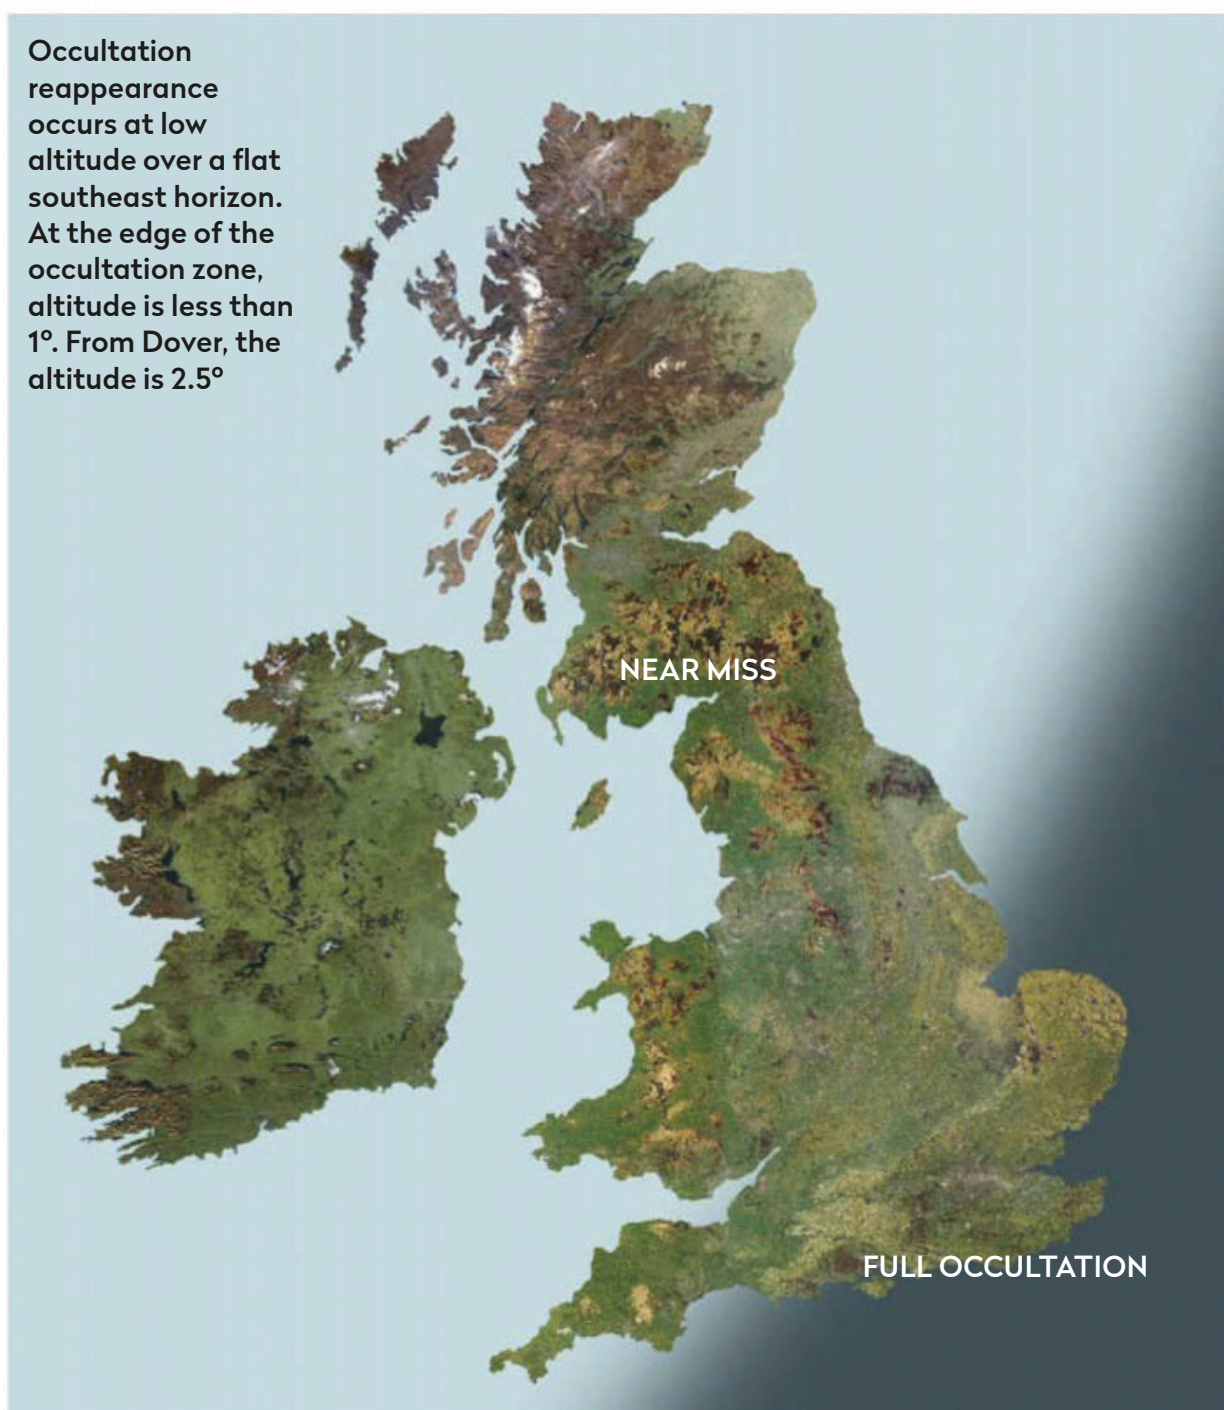 Occultation
reappearance
occurs at low
altitude over a flat
southeast horizon.
At the edge of the
occultation zone,
altitude is less than
1°. From Dover, the
altitude is 2.5°
NEAR MISS
FULL OCCULTATION